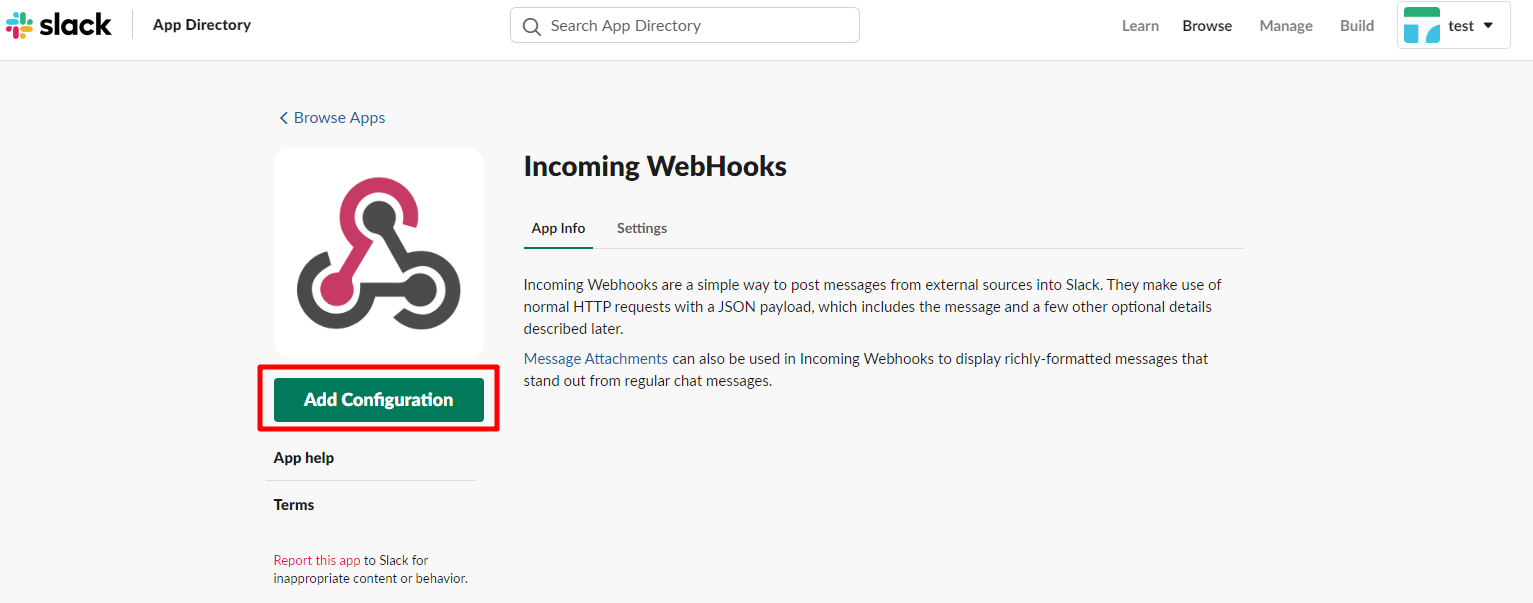 slack
App Directory
Search App Directory
Learn
Browse
Manage
Build
test
Browse Apps
Incoming WebHooks
App Info
Settings
Incoming Webhooks are a simple way to post messages from external sources into Slack. They make use of
normal HTTP requests with a JSON payload, which includes the message and a few other optional details
described later.
Message Attachments can also be used in Incoming Webhooks to display richly-formatted messages that
stand out from regular chat messages.
Add Configuration
App help
Terms
Report this app to Slack for
inappropriate content or behavior.